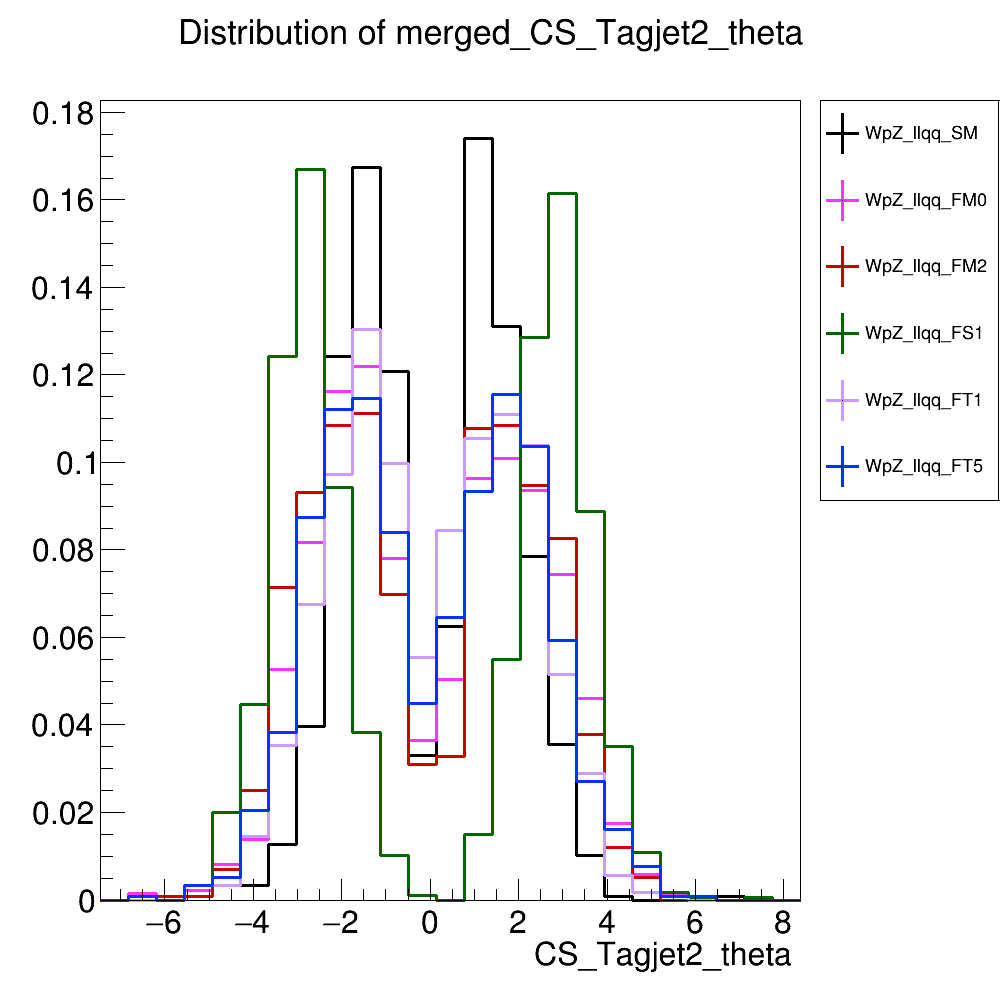 Distribution of merged_CS_Tagjet2_theta
0.18
0.16
0.14
0.12
0.1
0.08
0.06
0.04
0.02
0
−6
−4
−2
0
2
4
6
8
CS_Tagjet2_theta
WpZ_llqq_SM
WpZ_llqq_FM0
WpZ_llqq_FM2
WpZ_llqq_FS1
WpZ_llqq_FT1
WpZ_llqq_FT5